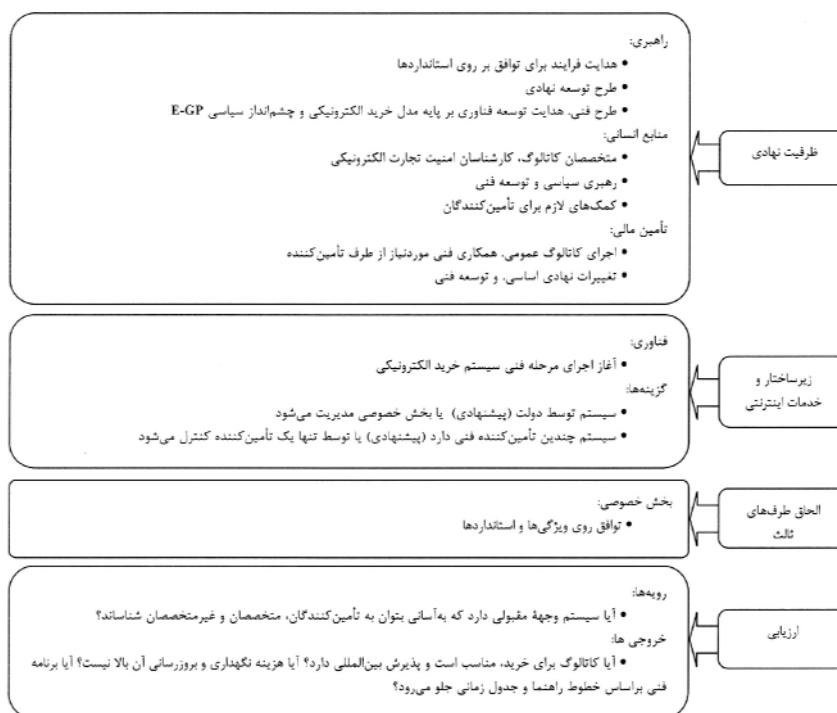 راهبری:
• هدایت فرایند برای توافق بر روی استانداردها
• طرح توسعه نهادی
• طرح فنی. هدایت توسعه فناوری بر پایه مدل خرید الکترونیکی و چشم‌انداز سیاسی E-GP
منابع انسانی:
• متخصصان کاتالوگ، کارشناسان امنیت تجارت الکترونیکی
• رهبری سیاسی و توسعه فنی
• کمک‌های لازم برای تأمین‌کنندگان
تأمین مالی:
• اجرای کاتالوگ عمومی. همکاری فنی موردنیاز از طرف تأمین‌کننده
• تغییرات نهادی اساسی. و توسعه فنی
ظرفیت نهادی
فناوری:
• آغاز اجرای مرحله فنی سیستم خرید الکترونیکی
گزینه‌ها:
• سیستم توسط دولت (پیشنهادی) یا بخش خصوصی مدیریت می‌شود
• سیستم چندین تأمین‌کننده فنی دارد (پیشنهادی) یا توسط تنها یک تأمین‌کننده کنترل می‌شود
زیرساختار و
خدمات اینترنتی
بخش خصوصی:
• توافق روی ویژگی‌ها و استانداردها
الحاق طرف‌های
ثالث
رویه‌ها:
• آیا سیستم وجههٔ مقبولی دارد که به‌آسانی بتوان به تأمین‌کنندگان، متخصصان و غیرمتخصصان شناساند؟
خروجی ها:
• آیا کاتالوگ برای خرید، مناسب است و پذیرش بین‌المللی دارد؟ آیا هزینه نگهداری و بروزرسانی آن بالا نیست؟ آیا برنامه
فنی براساس خطوط راهنما و جدول زمانی جلو می‌رود؟
ارزیابی